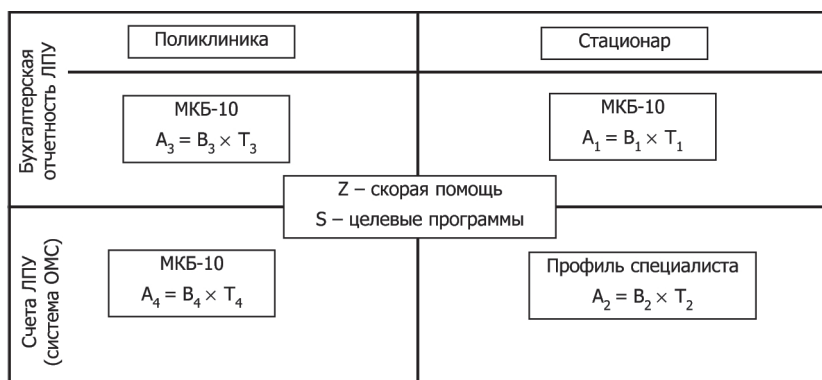 Поликлиника
Стационар
Бухгалтерская
отчетность ЛПУ
МКБ-10
A₃ = B₃ × T₃
МКБ-10
A₁ = B₁ × T₁
Z – скорая помощь
S – целевые программы
Счета ЛПУ
(система ОМС)
МКБ-10
A₄ = B₄ × T₄
Профиль специалиста
A₂ = B₂ × T₂